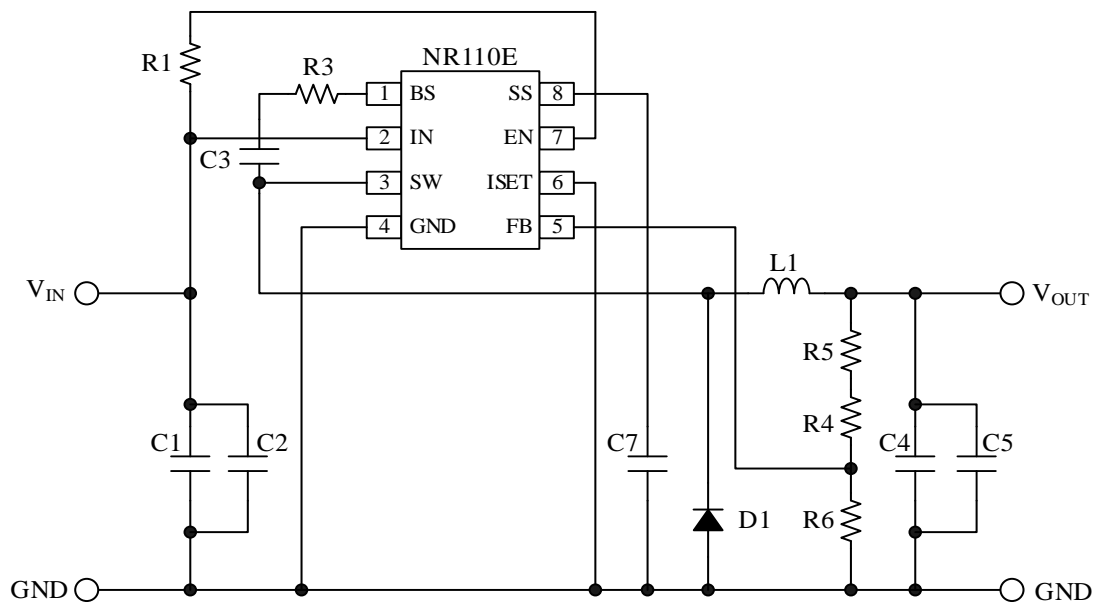 NR110E
R1
R3
1 BS SS 8
2 IN EN 7
C3
3 SW ISET 6
4 GND FB 5
L1
VIN
VOUT
R5
R4
C1
C2
C7
C4
C5
D1
R6
GND
GND